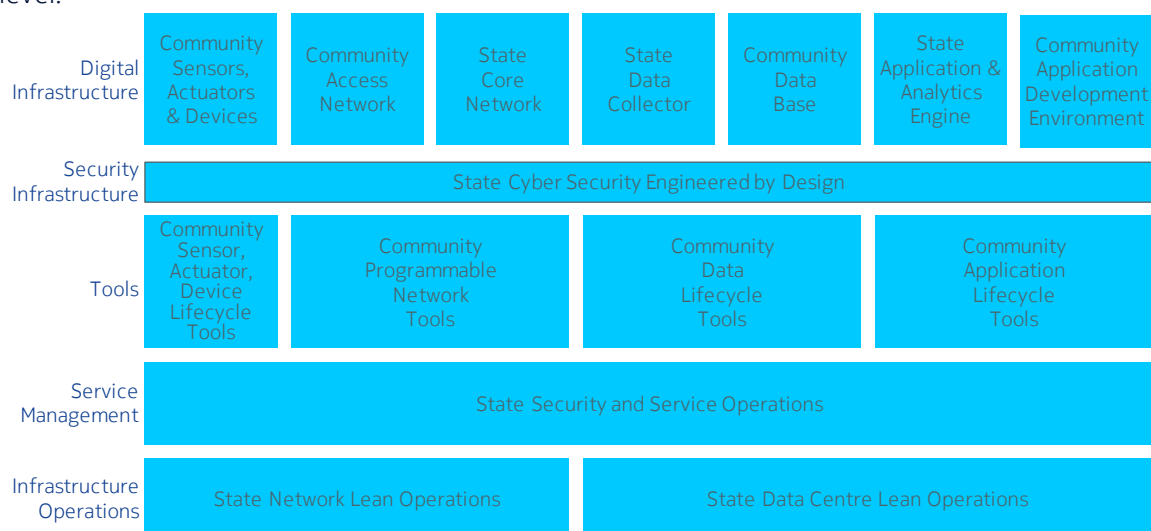 level.
Digital
Infrastructure
Community
Sensors,
Actuators
& Devices
Community
Access
Network
State
Core
Network
State
Data
Collector
Community
Data
Base
State
Application &
Analytics
Engine
Community
Application
Development
Environment
Security
Infrastructure
State Cyber Security Engineered by Design
Tools
Community
Sensor,
Actuator,
Device
Lifecycle
Tools
Community
Programmable
Network
Tools
Community
Data
Lifecycle
Tools
Community
Application
Lifecycle
Tools
Service
Management
State Security and Service Operations
Infrastructure
Operations
State Network Lean Operations
State Data Centre Lean Operations